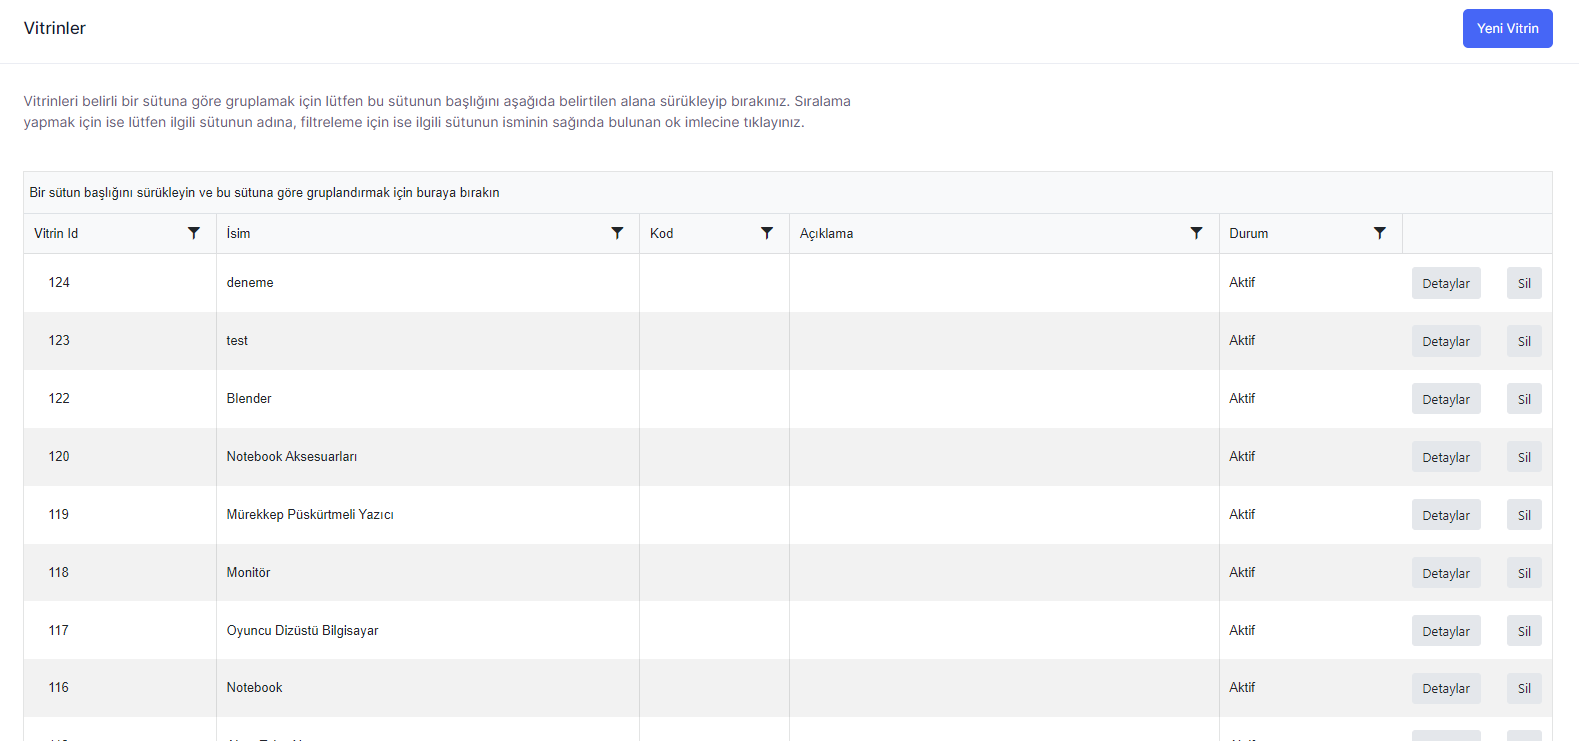 Vitrinler
Yeni Vitrin
Vitrinleri belirli bir sütuna göre gruplamak için lütfen bu sütunun başlığını aşağıda belirtilen alana sürükleyip bırakınız. Sıralama
yapmak için ise lütfen ilgili sütunun adına, filtreleme için ise ilgili sütunun isminin sağında bulunan ok imlecine tıklayınız.
Bir sütun başlığını sürükleyin ve bu sütuna göre gruplandırmak için buraya bırakın
Vitrin Id İsim Kod Açıklama Durum
124 deneme Aktif Detaylar Sil
123 test Aktif Detaylar Sil
122 Blender Aktif Detaylar Sil
120 Notebook Aksesuarları Aktif Detaylar Sil
119 Mürekkep Püskürtmeli Yazıcı Aktif Detaylar Sil
118 Monitör Aktif Detaylar Sil
117 Oyuncu Dizüstü Bilgisayar Aktif Detaylar Sil
116 Notebook Aktif Detaylar Sil